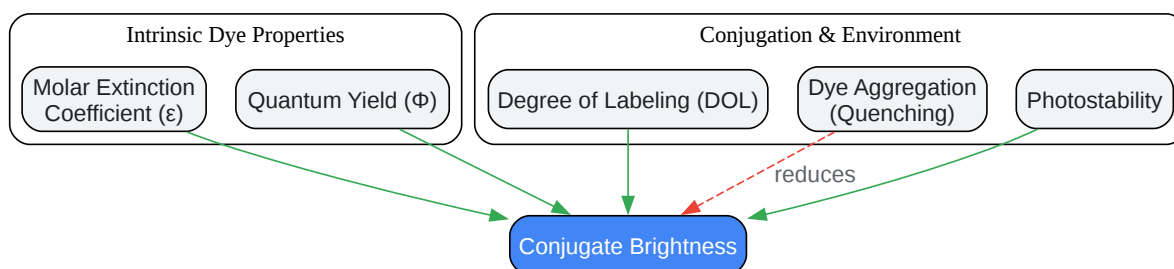 Intrinsic Dye Properties
Conjugation & Environment
Molar Extinction
Coefficient (ε)
Quantum Yield (Φ)
Degree of Labeling (DOL)
Dye Aggregation
(Quenching)
Photostability
reduces
Conjugate Brightness